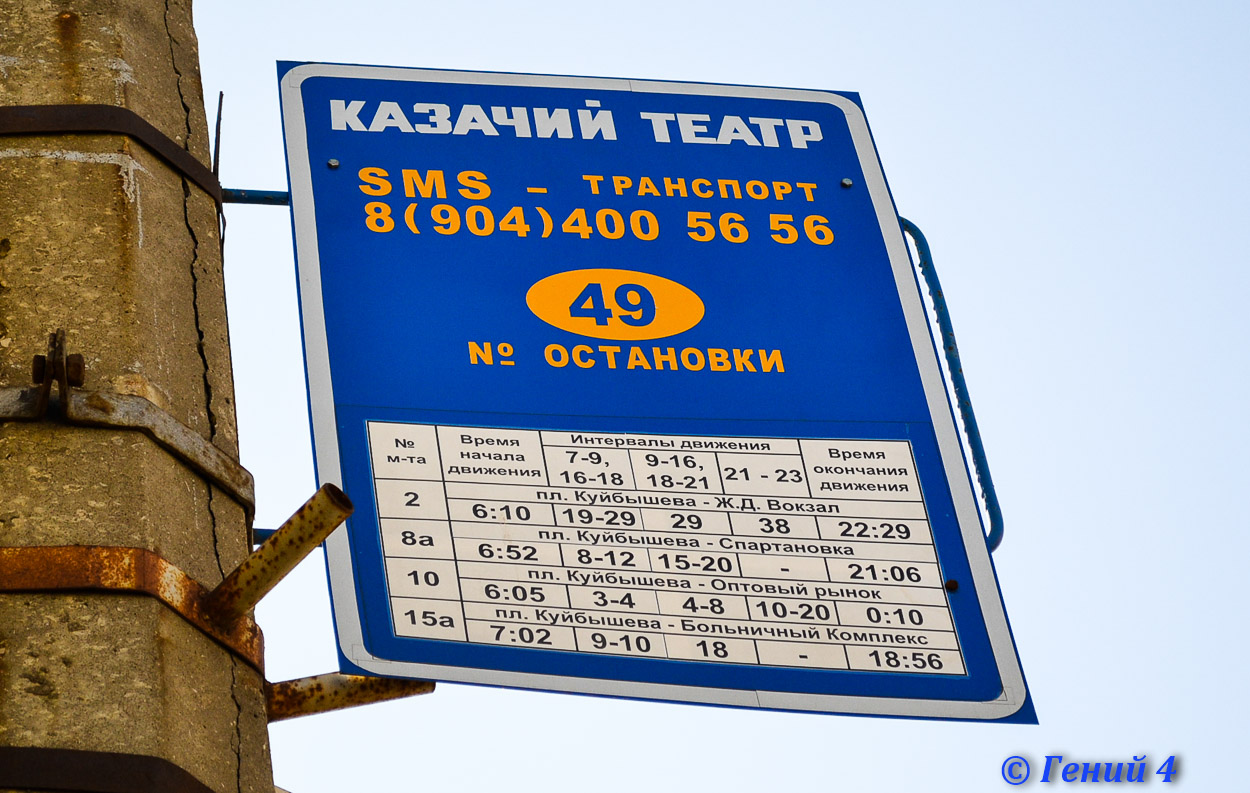 КАЗАЧИЙ ТЕАТР
SMS – ТРАНСПОРТ
8(904)400 56 56
49
№ ОСТАНОВКИ
№ м-та Время начала движения Интервалы движения Время окончания движения
7-9, 16-18 9-16, 18-21 21 - 23
2 пл. Куйбышева - Ж.Д. Вокзал
6:10 19-29 29 38 22:29
8а пл. Куйбышева - Спартановка
6:52 8-12 15-20 - 21:06
10 пл. Куйбышева - Оптовый рынок
6:05 3-4 4-8 10-20 0:10
15а пл. Куйбышева - Больничный Комплекс
7:02 9-10 18 - 18:56
© Гений 4